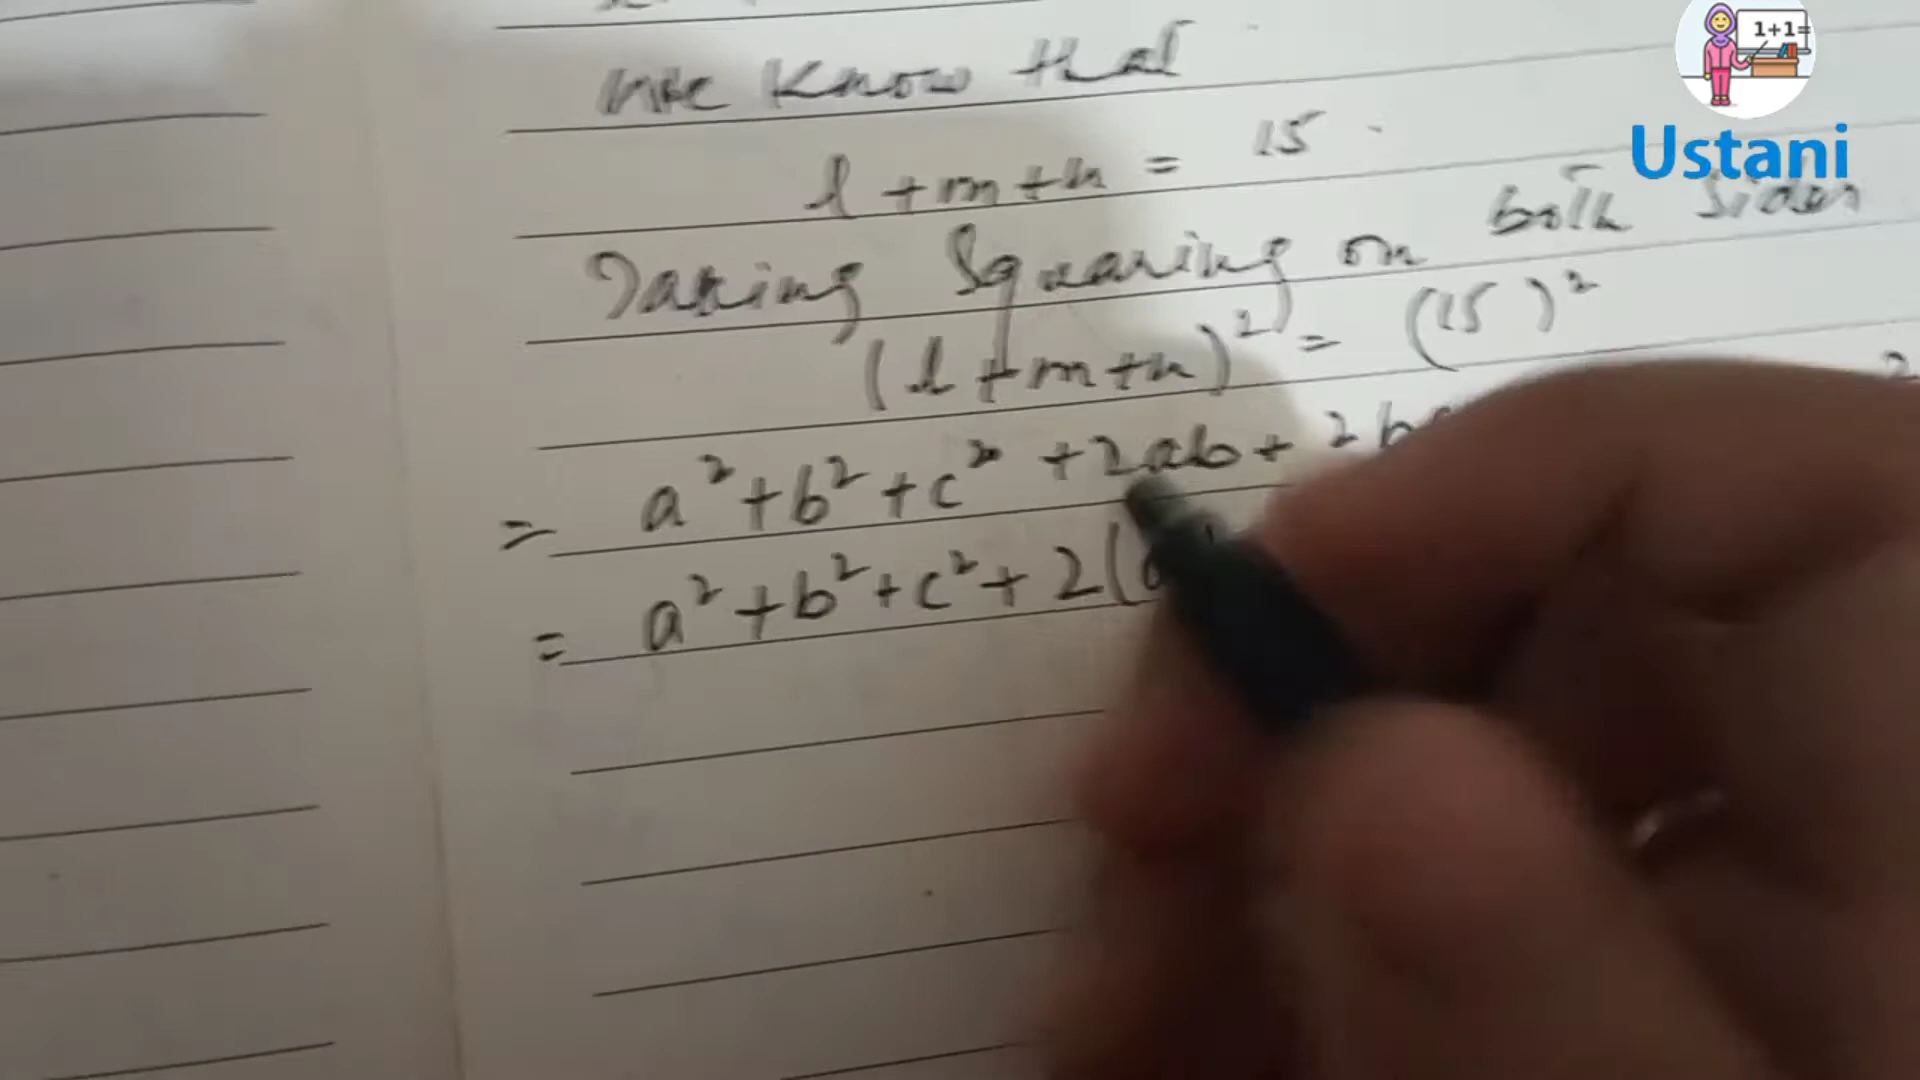 We know that
l + m + n = 15
Taking Squaring on both sides
(l + m + n)² = (15)²
= a² + b² + c² + 2ab + 2b
= a² + b² + c² + 2(a
1+1=
Ustani